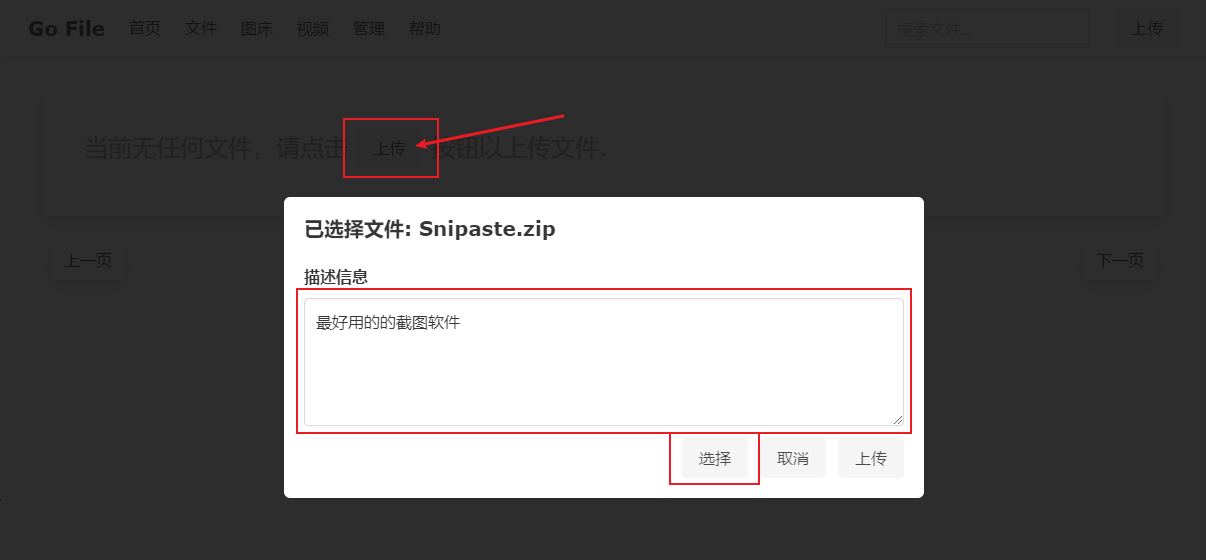 Go File 首页 文件 图床 视频 管理 帮助 搜索文件... 上传
当前无任何文件，请点击 上传 按钮以上传文件.
已选择文件: Snipaste.zip
描述信息
最好用的的截图软件
选择 取消 上传
上一页 下一页